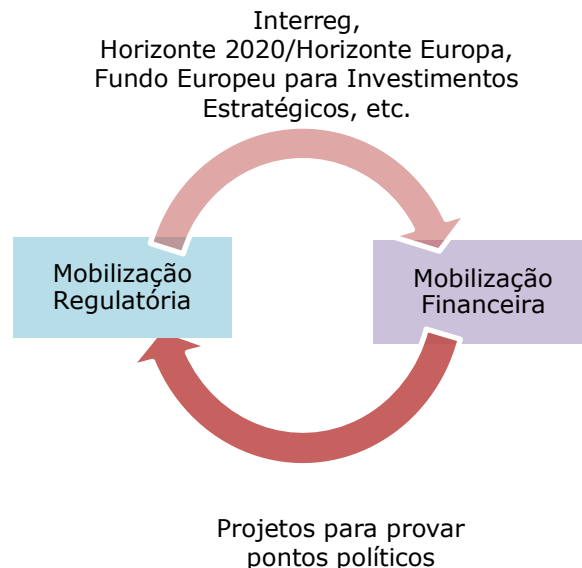 Interreg,
Horizonte 2020/Horizonte Europa,
Fundo Europeu para Investimentos
Estratégicos, etc.
Mobilização
Regulatória
Mobilização
Financeira
Projetos para provar
pontos políticos